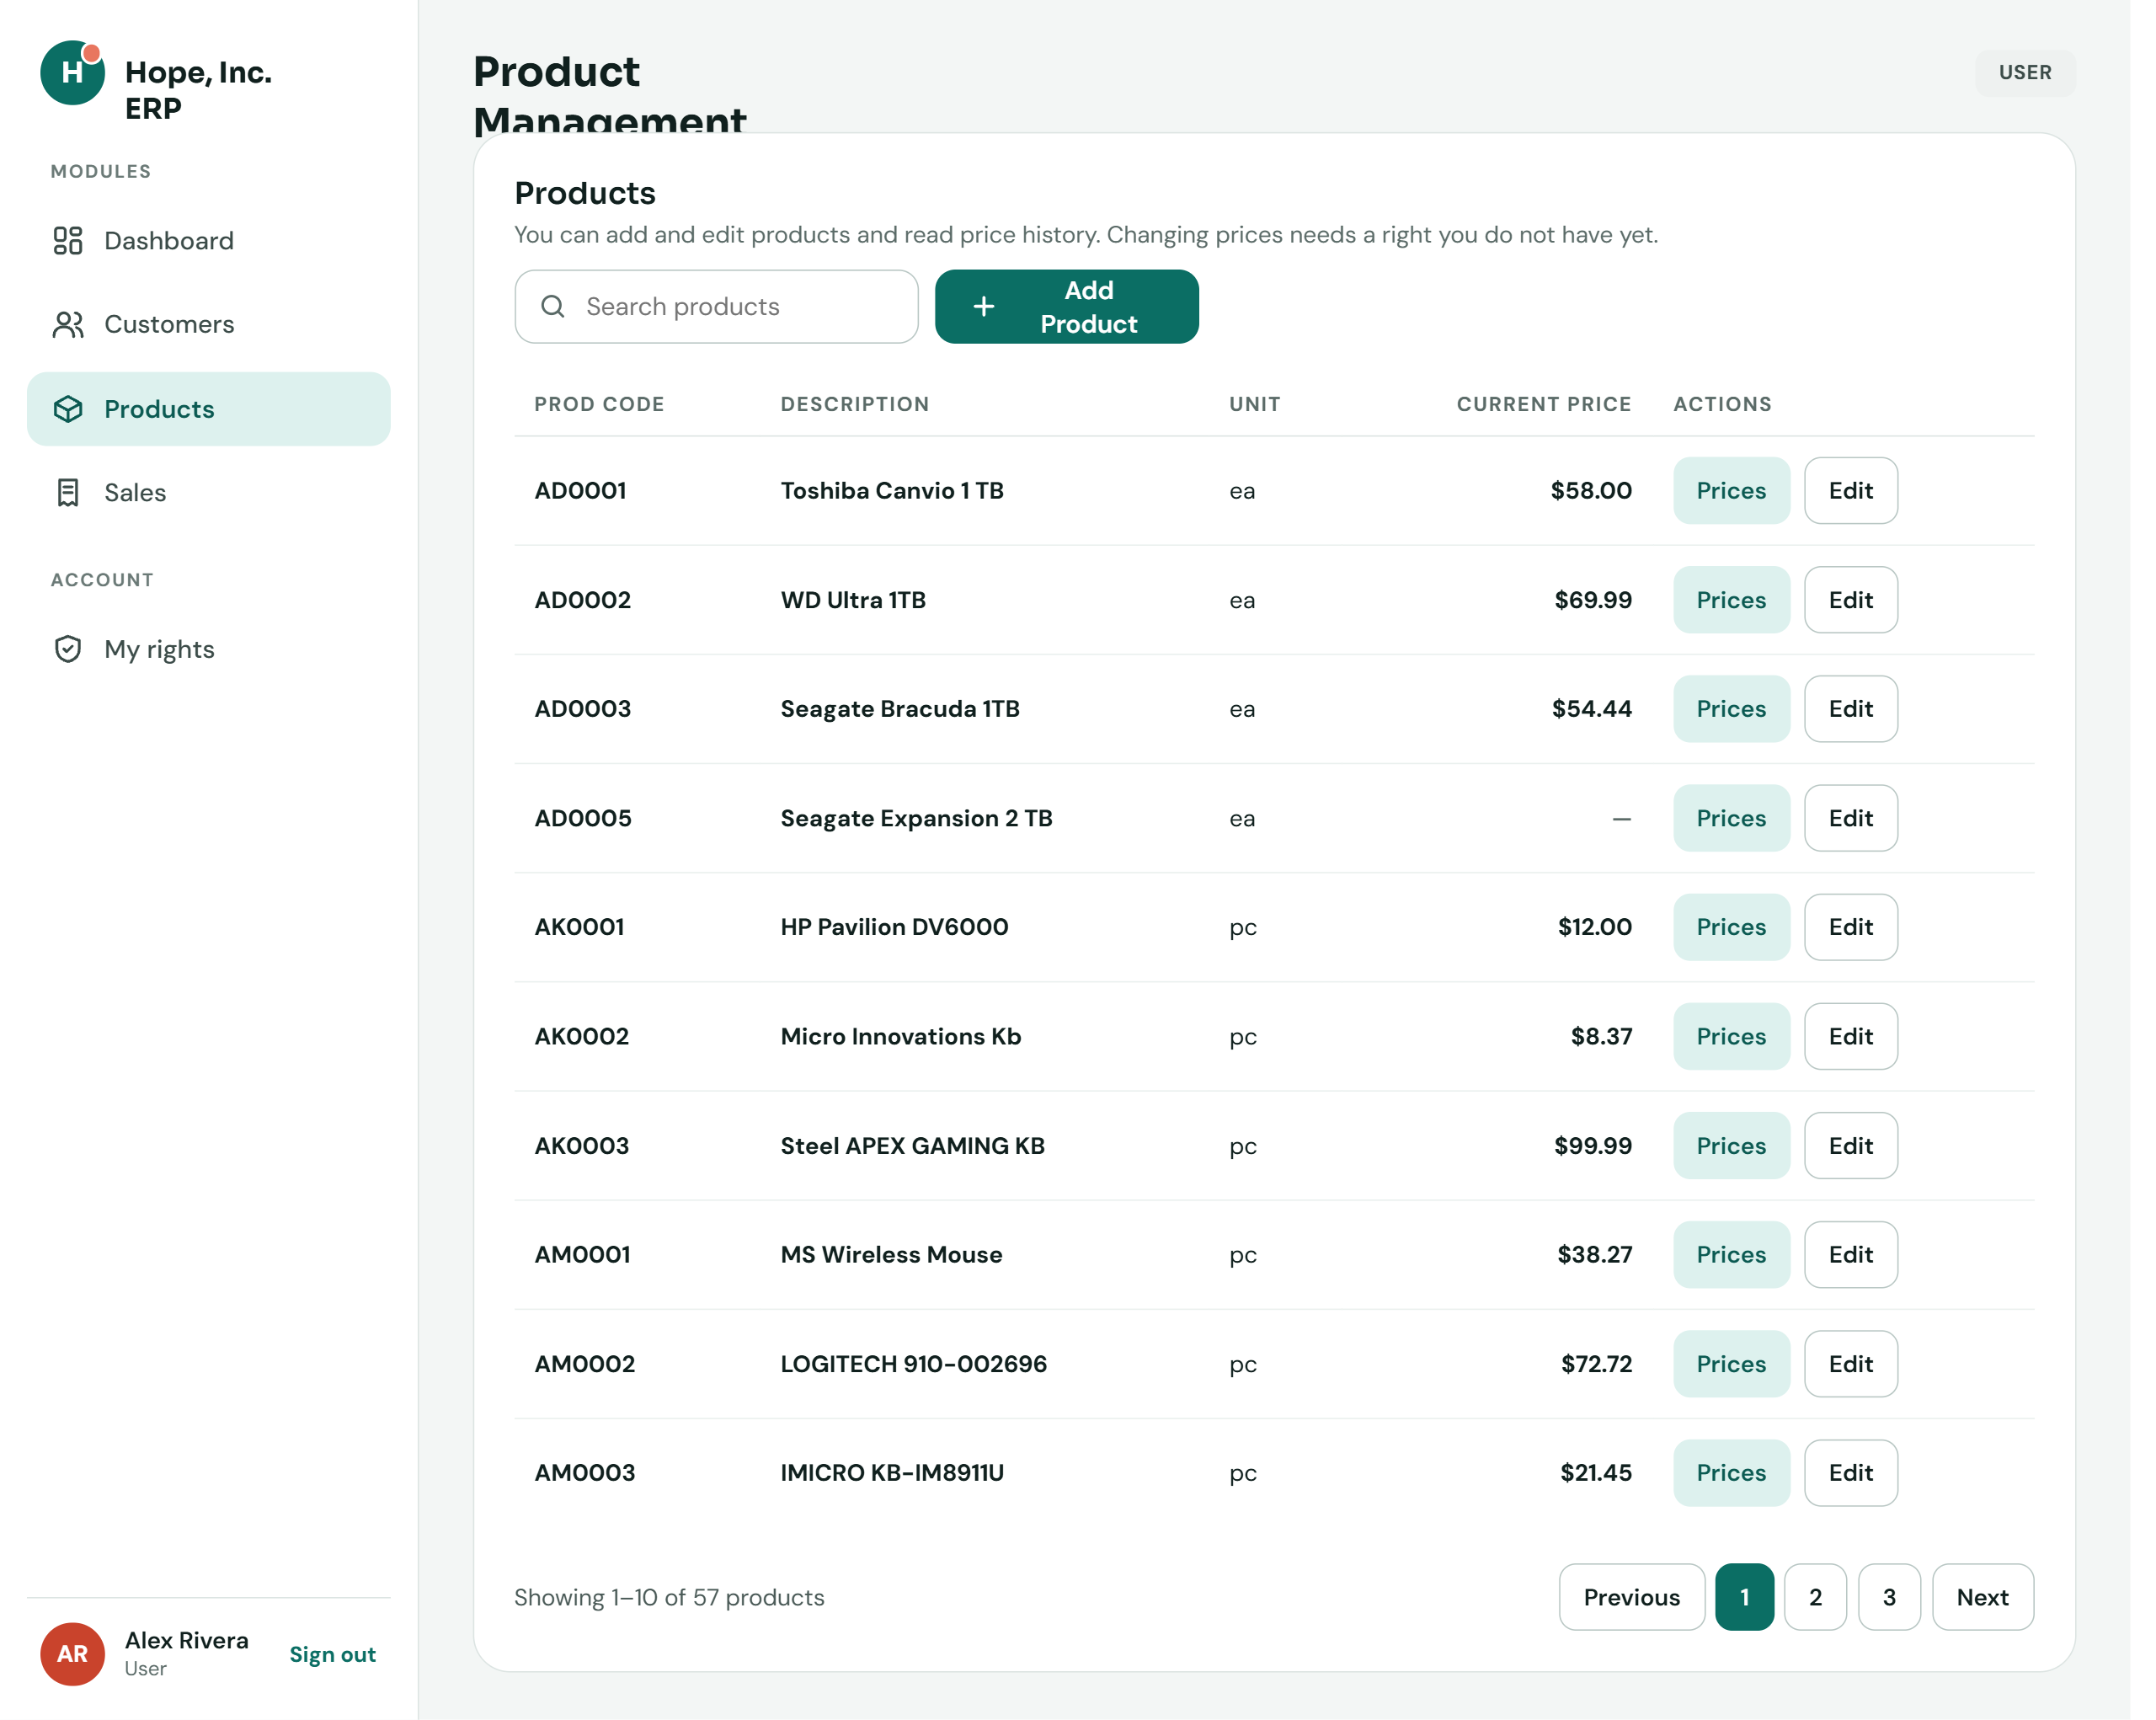 H
Hope, Inc.
ERP
MODULES
Dashboard
Customers
Products
Sales
ACCOUNT
My rights
AR
Alex Rivera
User
Sign out
Product
Management
USER
Products
You can add and edit products and read price history. Changing prices needs a right you do not have yet.
Search products
Add
Product
PROD CODE DESCRIPTION UNIT CURRENT PRICE ACTIONS
AD0001 Toshiba Canvio 1 TB ea $58.00 Prices Edit
AD0002 WD Ultra 1TB ea $69.99 Prices Edit
AD0003 Seagate Bracuda 1TB ea $54.44 Prices Edit
AD0005 Seagate Expansion 2 TB ea — Prices Edit
AK0001 HP Pavilion DV6000 pc $12.00 Prices Edit
AK0002 Micro Innovations Kb pc $8.37 Prices Edit
AK0003 Steel APEX GAMING KB pc $99.99 Prices Edit
AM0001 MS Wireless Mouse pc $38.27 Prices Edit
AM0002 LOGITECH 910-002696 pc $72.72 Prices Edit
AM0003 IMICRO KB-IM8911U pc $21.45 Prices Edit
Showing 1–10 of 57 products
Previous 1 2 3 Next